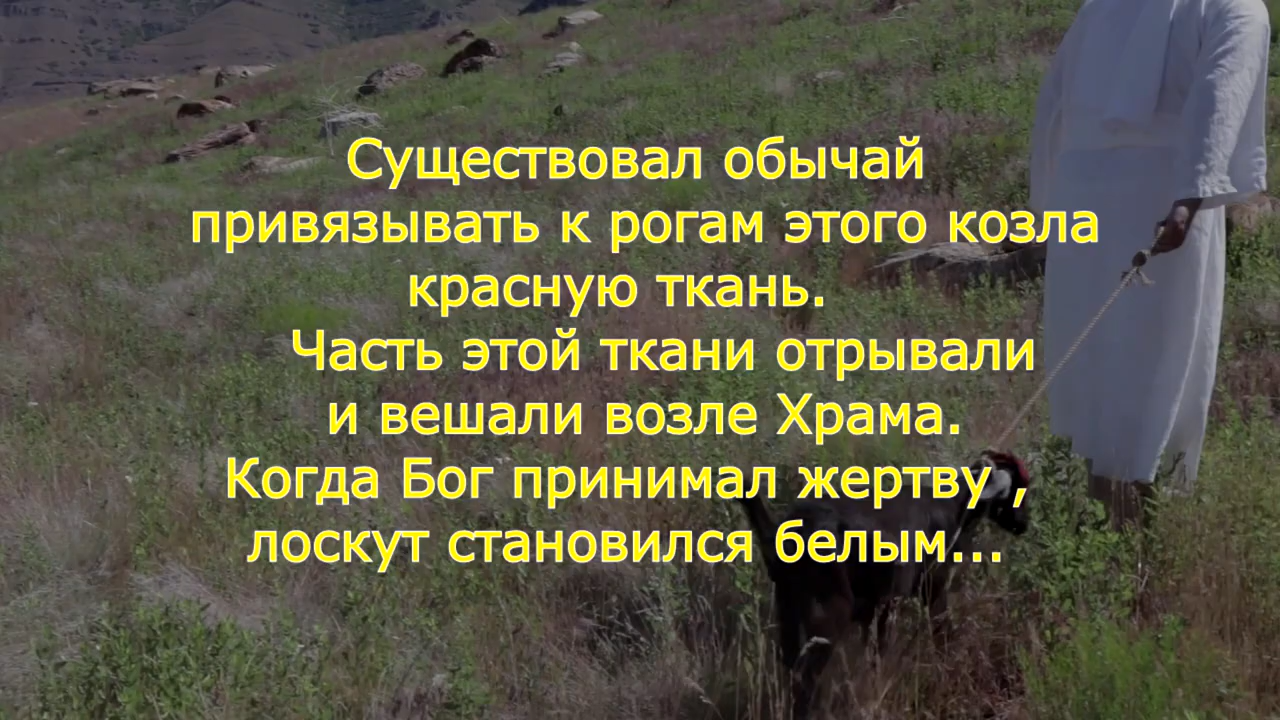 Существовал обычай
привязывать к рогам этого козла
красную ткань.
Часть этой ткани отрывали
и вешали возле Храма.
Когда Бог принимал жертву ,
лоскут становился белым...